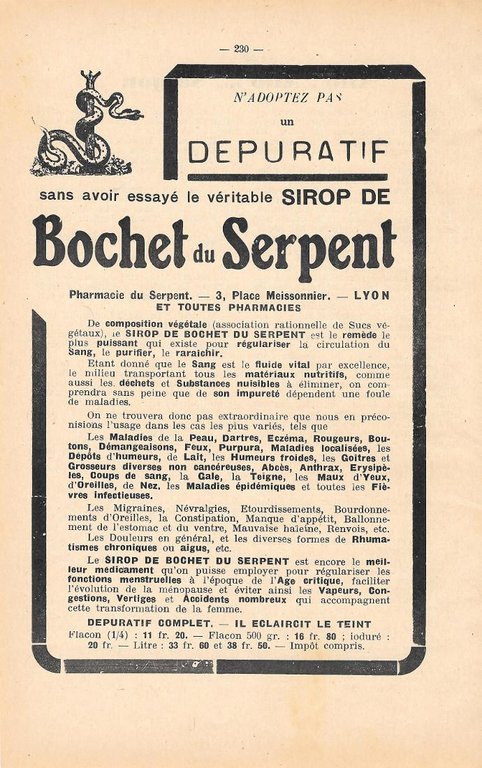 — 230 —
N'ADOPTEZ PAS
un
DEPURATIF
sans avoir essayé le véritable SIROP DE
Bochet du Serpent
Pharmacie du Serpent. — 3, Place Meissonnier. — LYON
ET TOUTES PHARMACIES
De composition végétale (association rationnelle de Sucs vé-
gétaux), le SIROP DE BOCHET DU SERPENT est le remède le
plus puissant qui existe pour régulariser la circulation du
Sang, le purifier, le raraichir.
Etant donné que le Sang est le fluide vital par excellence,
le milieu transportant tous les matériaux nutritifs, comme
aussi les déchets et Substances nuisibles à éliminer, on com-
prendra sans peine que de son impureté dépendent une foule
de maladies.
On ne trouvera donc pas extraordinaire que nous en préco-
nisions l'usage dans les cas les plus variés, tels que
Les Maladies de la Peau, Dartres, Eczéma, Rougeurs, Bou-
tons, Démangeaisons, Feux, Purpura, Maladies localisées, les
Dépôts d'humeurs, de Lait, les Humeurs froides, les Goitres et
Grosseurs diverses non cancéreuses, Abcès, Anthrax, Erysipè-
les, Coups de sang, la Gale, la Teigne, les Maux d'Yeux,
d'Oreilles, de Nez, les Maladies épidémiques et toutes les Fiè-
vres infectieuses.
Les Migraines, Névralgies, Etourdissements, Bourdonne-
ments d'Oreilles, la Constipation, Manque d'appétit, Ballonne-
ment de l'estomac et du ventre, Mauvaise haleine, Renvois, etc.
Les Douleurs en général, et les diverses formes de Rhuma-
tismes chroniques ou aigus, etc.
Le SIROP DE BOCHET DU SERPENT est encore le meil-
leur médicament qu'on puisse employer pour régulariser les
fonctions menstruelles à l'époque de l'Age critique, faciliter
l'évolution de la ménopause et éviter ainsi les Vapeurs, Con-
gestions, Vertiges et Accidents nombreux qui accompagnent
cette transformation de la femme.
DEPURATIF COMPLET. — IL ECLAIRCIT LE TEINT
Flacon (1/4) : 11 fr. 20. — Flacon 500 gr. : 16 fr. 80 ; ioduré :
20 fr. — Litre : 33 fr. 60 et 38 fr. 50. — Impôt compris.